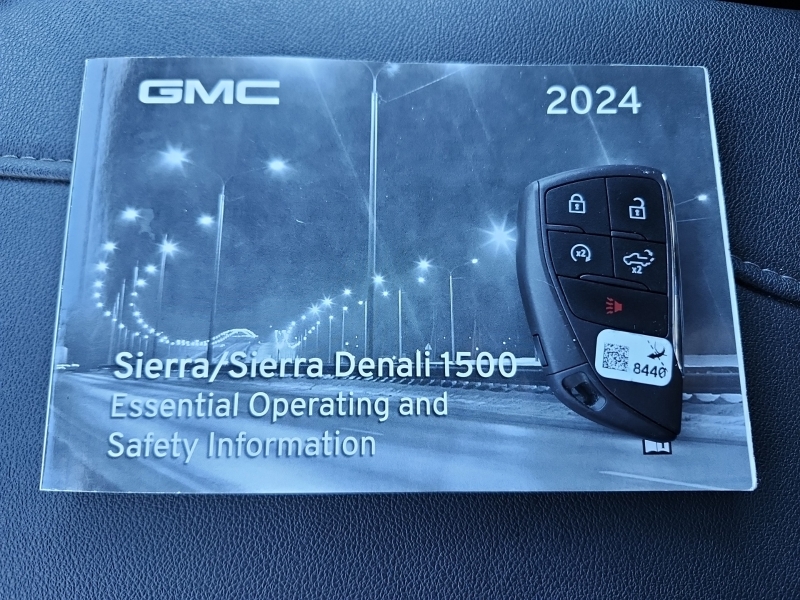 GMC
2024
x2
x2
8440
Sierra/Sierra Denali 1500
Essential Operating and
Safety Information